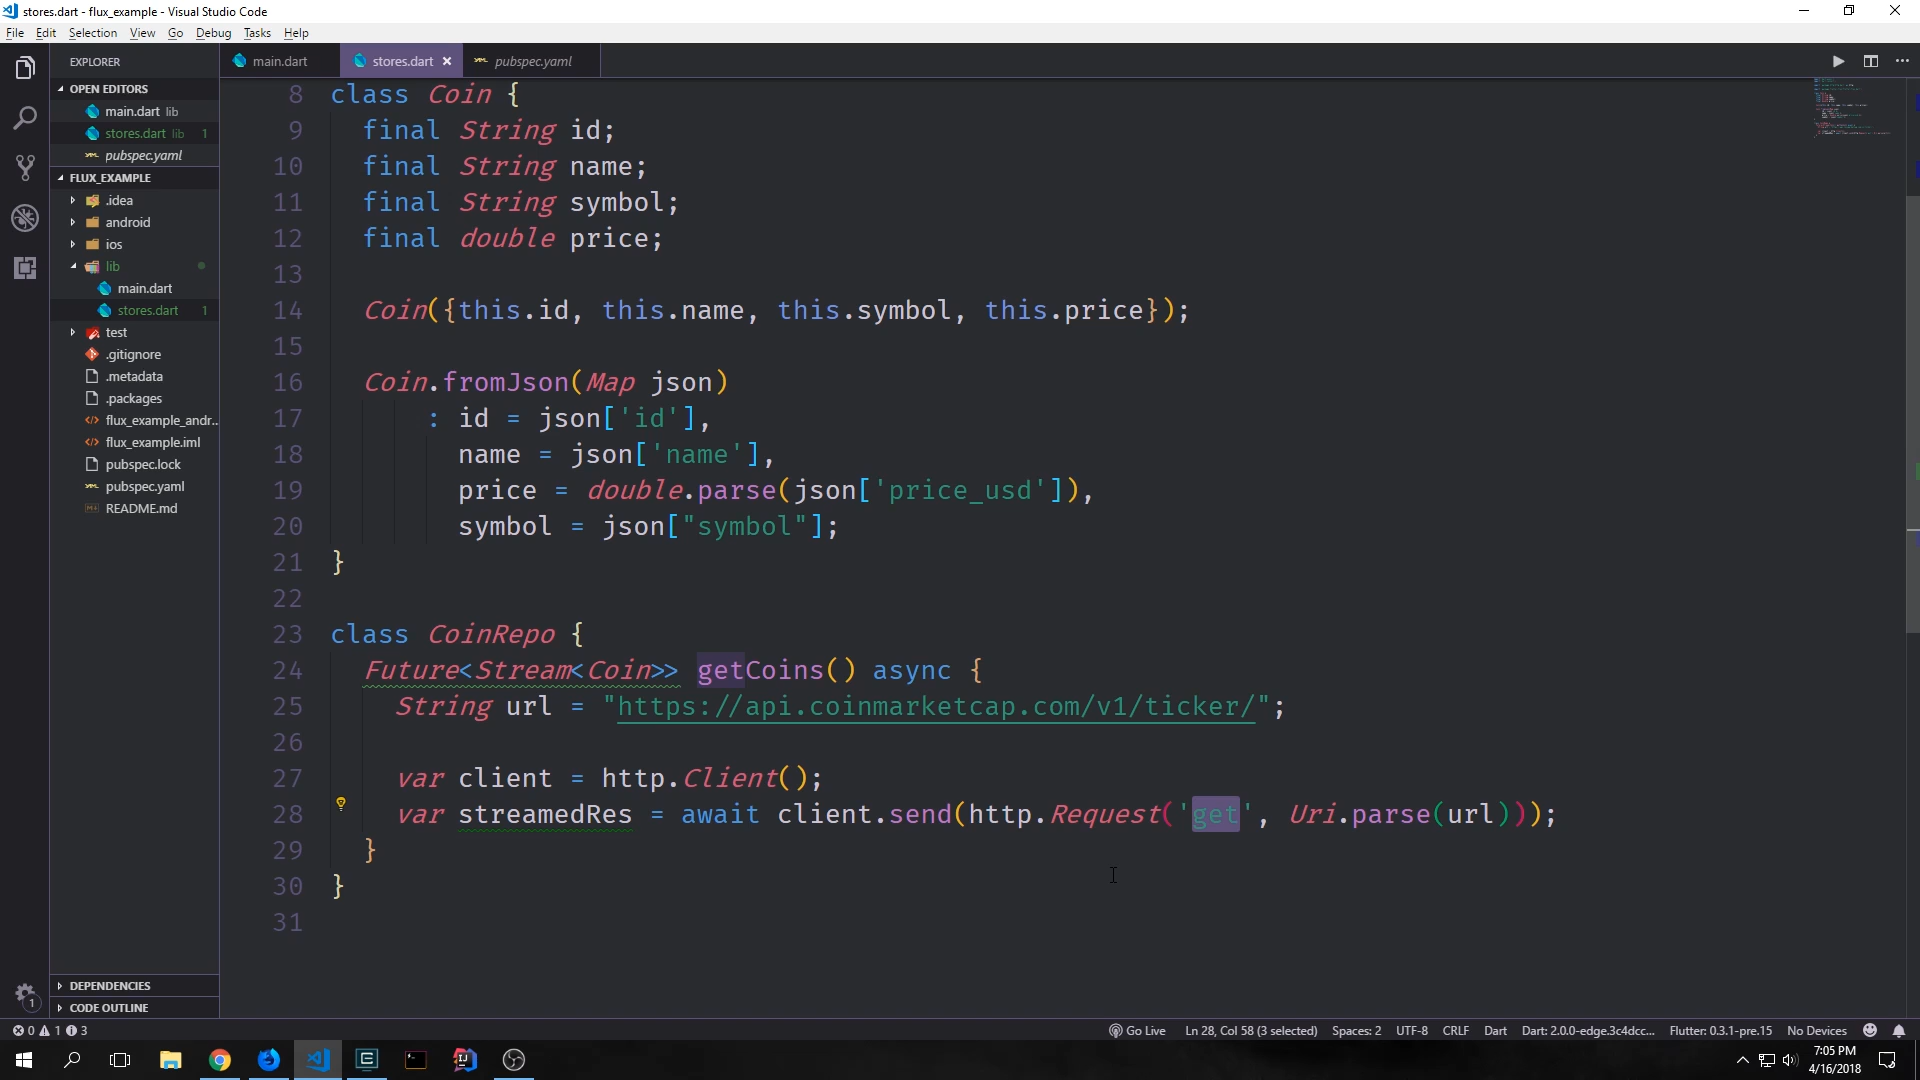 stores.dart - flux_example - Visual Studio Code
File Edit Selection View Go Debug Tasks Help
EXPLORER
OPEN EDITORS
main.dart lib
stores.dart lib 1
pubspec.yaml
FLUX_EXAMPLE
.idea
android
ios
lib
main.dart
stores.dart 1
test
.gitignore
.metadata
.packages
flux_example_andr...
flux_example.iml
pubspec.lock
pubspec.yaml
README.md
DEPENDENCIES
CODE OUTLINE
main.dart stores.dart pubspec.yaml
8 class Coin {
9 final String id;
10 final String name;
11 final String symbol;
12 final double price;
13
14 Coin({this.id, this.name, this.symbol, this.price});
15
16 Coin.fromJson(Map json)
17 : id = json['id'],
18 name = json['name'],
19 price = double.parse(json['price_usd']),
20 symbol = json["symbol"];
21 }
22
23 class CoinRepo {
24 Future<Stream<Coin>> getCoins() async {
25 String url = "https://api.coinmarketcap.com/v1/ticker/";
26
27 var client = http.Client();
28 var streamedRes = await client.send(http.Request('get', Uri.parse(url)));
29 }
30 }
31
0 1 3 Go Live Ln 28, Col 58 (3 selected) Spaces: 2 UTF-8 CRLF Dart Dart: 2.0.0-edge.3c4dcc... Flutter: 0.3.1-pre.15 No Devices
1
7:05 PM
4/16/2018